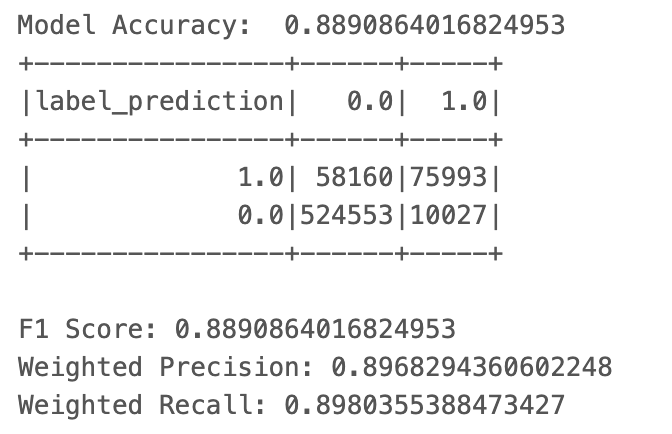 Model Accuracy:  0.8890864016824953
+----------------+------+-----+
|label_prediction|   0.0|  1.0|
+----------------+------+-----+
|             1.0| 58160|75993|
|             0.0|524553|10027|
+----------------+------+-----+
F1 Score: 0.8890864016824953
Weighted Precision: 0.8968294360602248
Weighted Recall: 0.8980355388473427